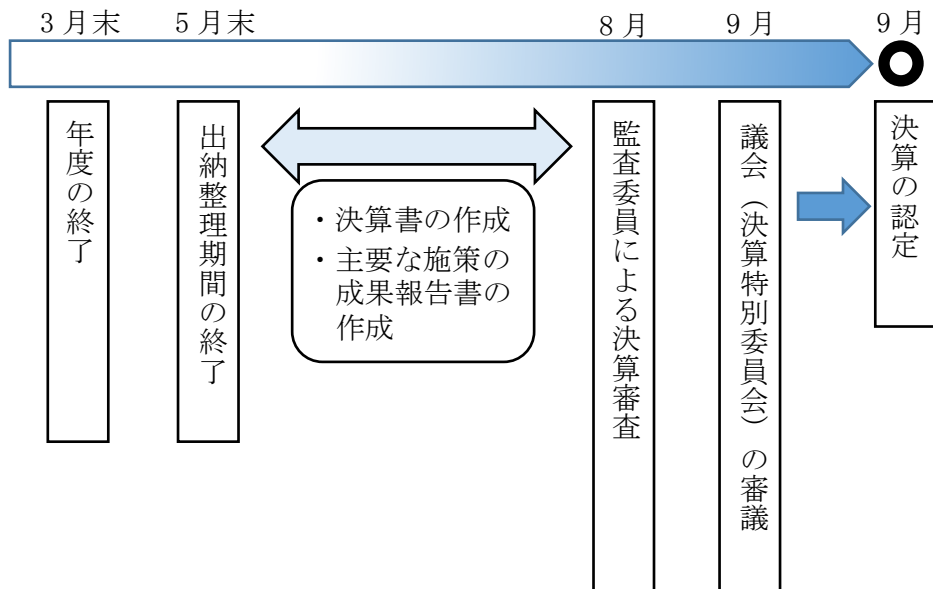 3月末
5月末
8月
9月
9月
年度の終了
出納整理期間の終了
・決算書の作成
・主要な施策の
成果報告書の
作成
監査委員による決算審査
議会（決算特別委員会）の審議
決算の認定